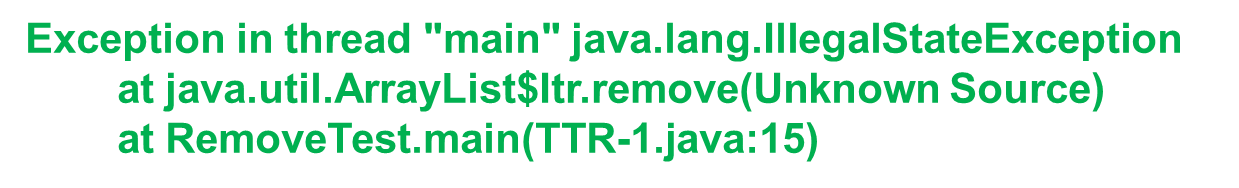 Exception in thread "main" java.lang.IllegalStateException
at java.util.ArrayList$Itr.remove(Unknown Source)
at RemoveTest.main(TTR-1.java:15)